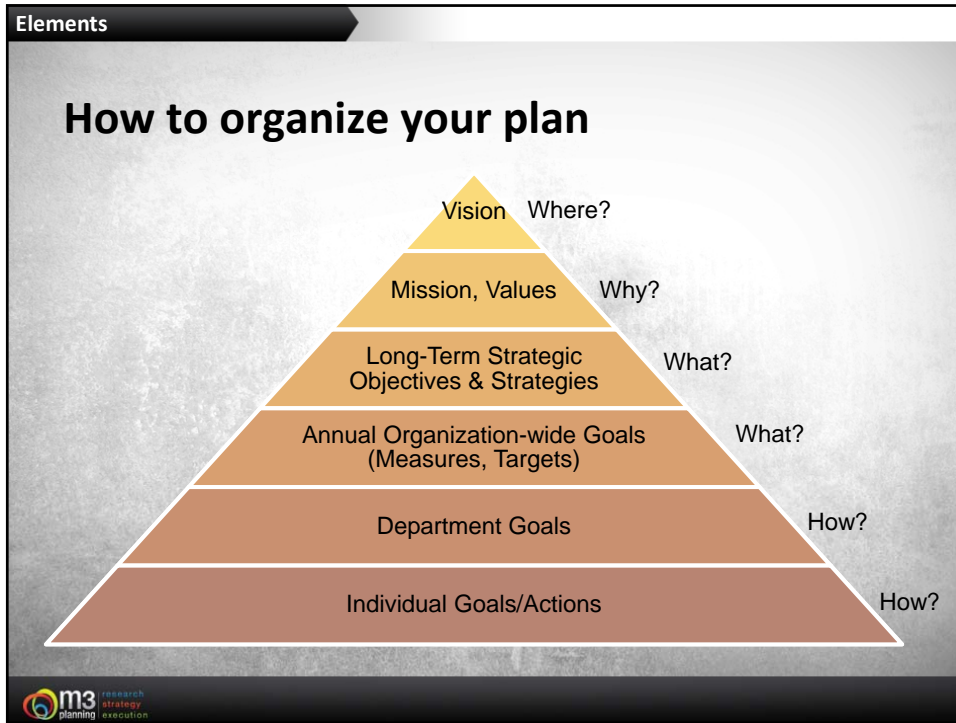 Elements
How to organize your plan
Vision Where?
Mission, Values Why?
Long-Term Strategic
Objectives & Strategies
What?
Annual Organization-wide Goals
(Measures, Targets)
What?
Department Goals
How?
Individual Goals/Actions
How?
m3
planning
research
strategy
execution